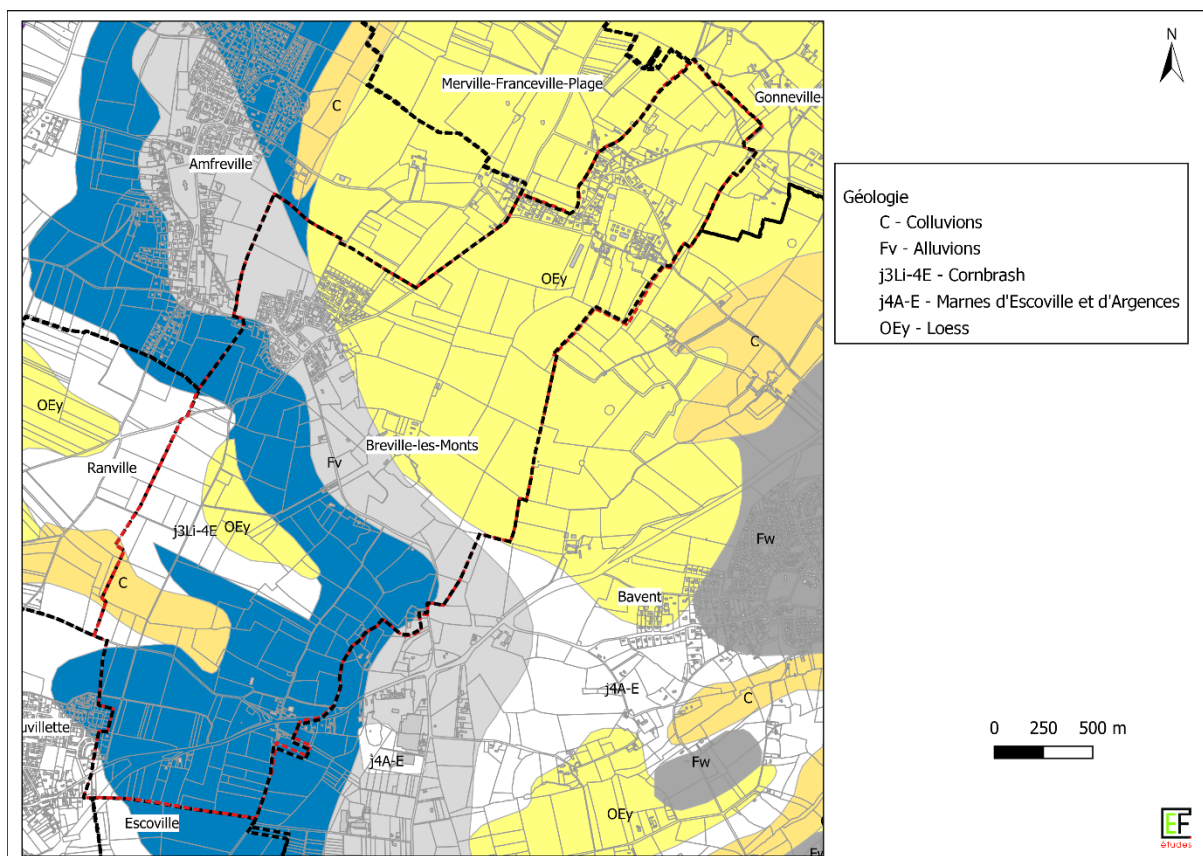 N
Merville-Franceville-Plage
Gonneville-
C
Amfreville
Géologie
C - Colluvions
Fv - Alluvions
j3Li-4E - Cornbrash
j4A-E - Marnes d'Escoville et d'Argences
OEy - Loess
OEy
C
OEy
Breville-les-Monts
Ranville
Fv
j3Li-4E
OEy
Fw
C
Bavent
j4A-E
C
uvillette
0 250 500 m
j4A-E
Fw
OEy
Escoville
EF
études